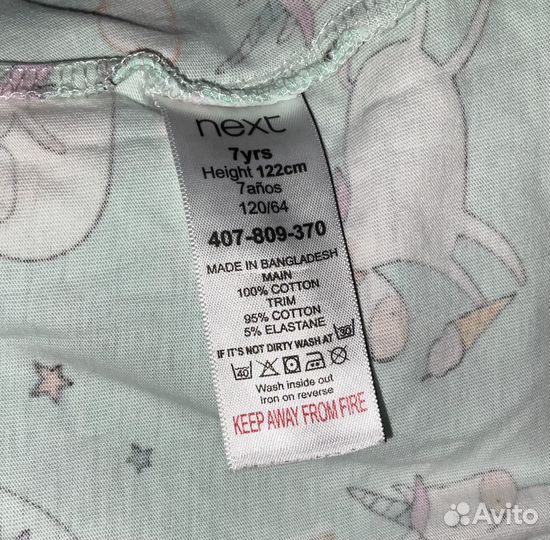 next
7yrs
Height 122cm
7años
120/64
407-809-370
MADE IN BANGLADESH
MAIN
100% COTTON
TRIM
95% COTTON
5% ELASTANE
IF IT'S NOT DIRTY WASH AT 30
40
Wash inside out
Iron on reverse
KEEP AWAY FROM FIRE
Avito